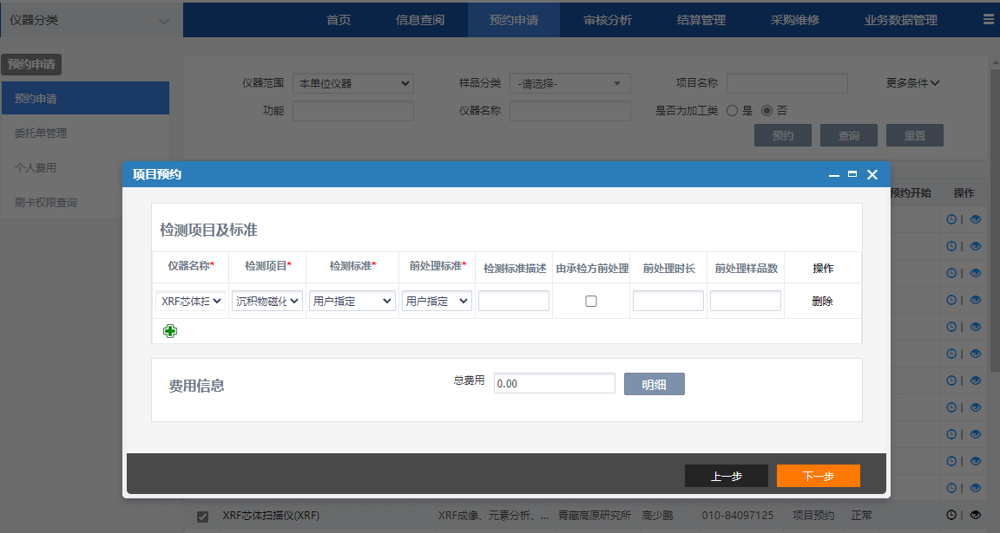 仪器分类 首页 信息查阅 预约申请 审核分析 结算管理 采购维修 业务数据管理
预约申请
预约申请
委托单管理
个人费用
刷卡权限查询
仪器范围 本单位仪器 样品分类 -请选择- 项目名称 更多条件
功能 仪器名称 是否为加工类 是 否
预约 查询 重置
预约开始 操作
项目预约
检测项目及标准
仪器名称* 检测项目* 检测标准* 前处理标准* 检测标准描述 由承检方前处理 前处理时长 前处理样品数 操作
XRF芯体扫 沉积物磁化 用户指定 用户指定 删除
费用信息 总费用 0.00 明细
上一步 下一步
XRF芯体扫描仪(XRF) XRF成像、元素分析、... 青藏高原研究所 高少鹏 010-84097125 项目预约 正常